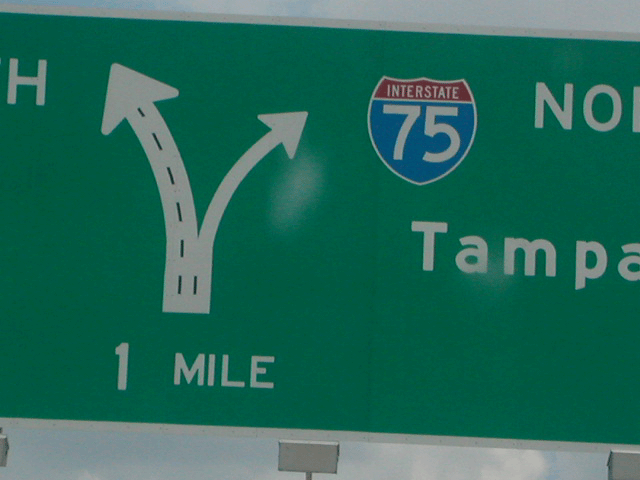 INTERSTATE
75
Tampa
1 MILE